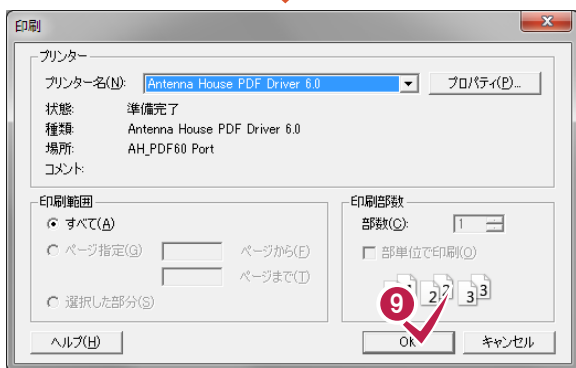 印刷
プリンター
プリンター名(N): Antenna House PDF Driver 6.0 プロパティ(P)...
状態: 準備完了
種類: Antenna House PDF Driver 6.0
場所: AH_PDF60 Port
コメント:
印刷範囲
すべて(A)
ページ指定(G) ページから(F)
ページまで(T)
選択した部分(S)
印刷部数
部数(C): 1
部単位で印刷(O)
1 2 2 3 3
9
ヘルプ(H) OK キャンセル